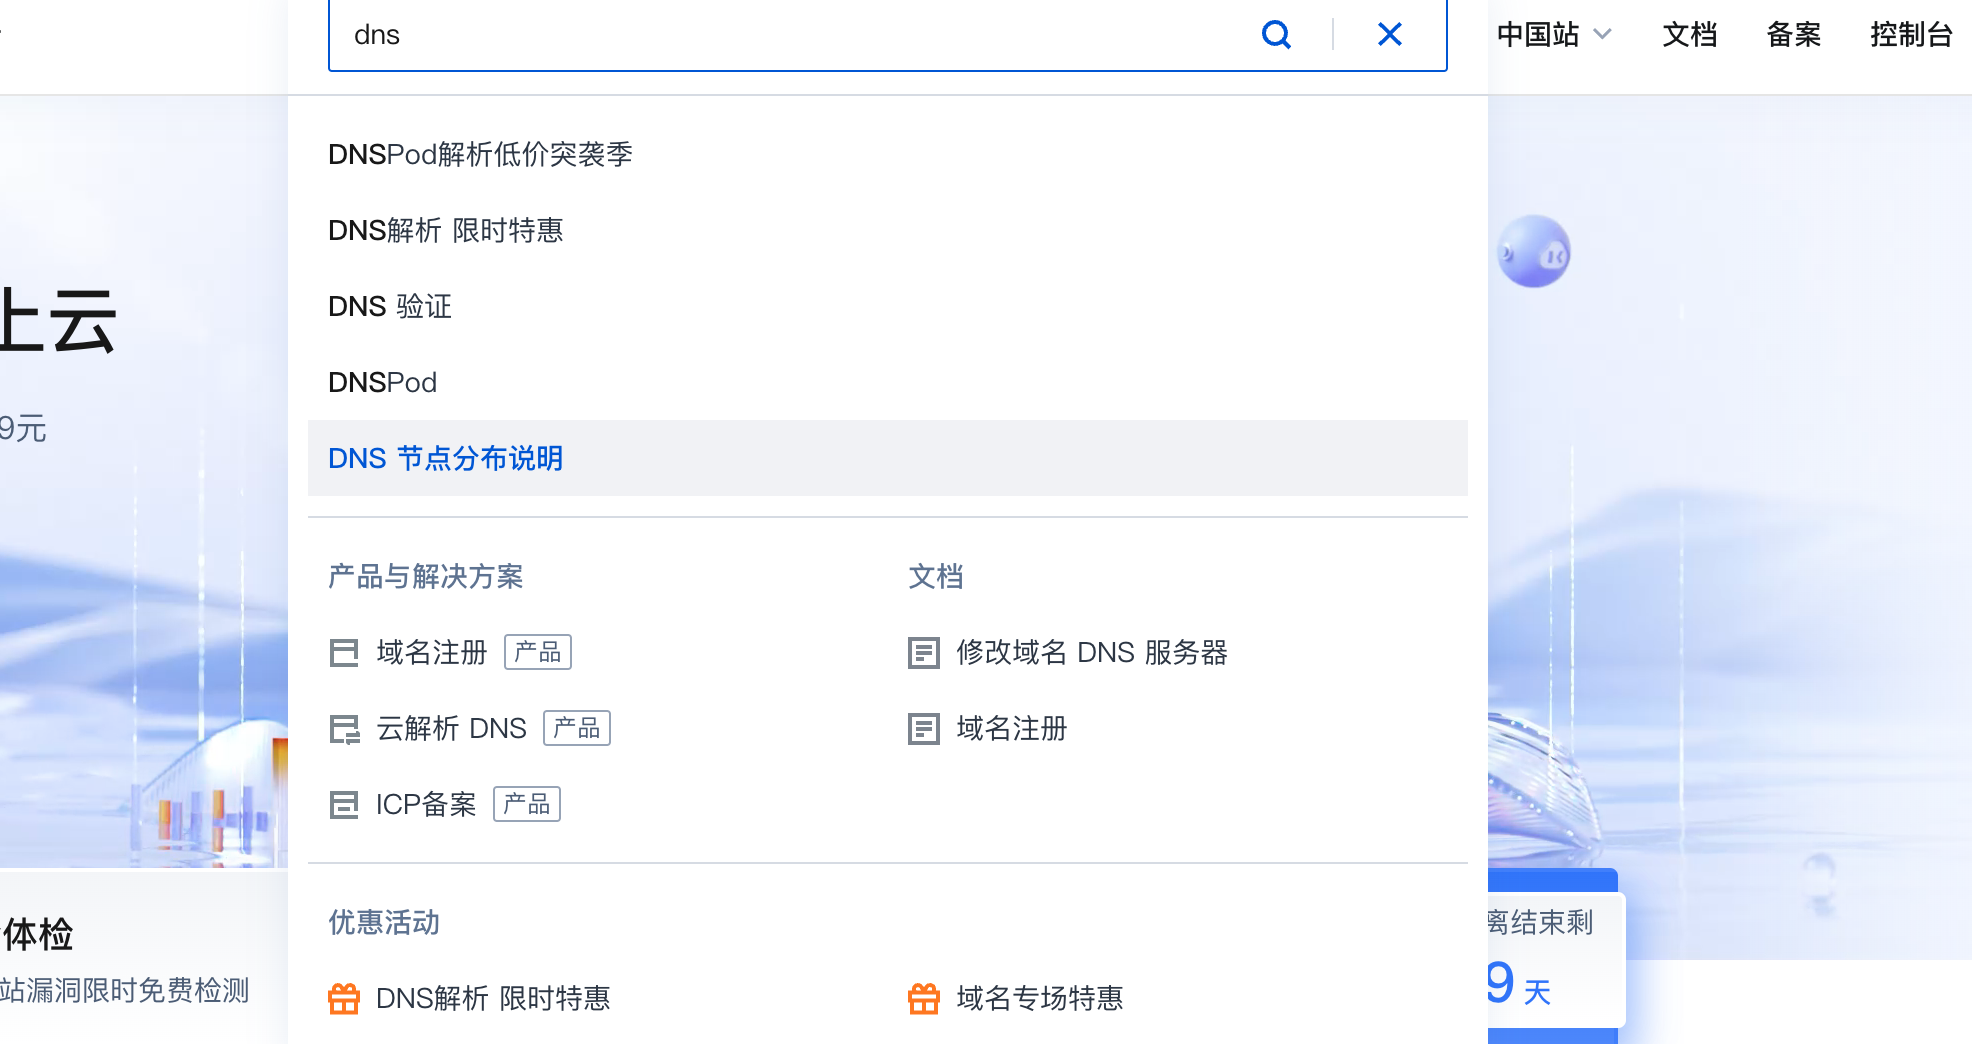 dns
中国站
文档
备案
控制台
DNSPod解析低价突袭季
DNS解析 限时特惠
DNS 验证
DNSPod
DNS 节点分布说明
上云
9元
产品与解决方案
域名注册 产品
云解析 DNS 产品
ICP备案 产品
文档
修改域名 DNS 服务器
域名注册
优惠活动
DNS解析 限时特惠
域名专场特惠
体检
站漏洞限时免费检测
离结束剩
9 天